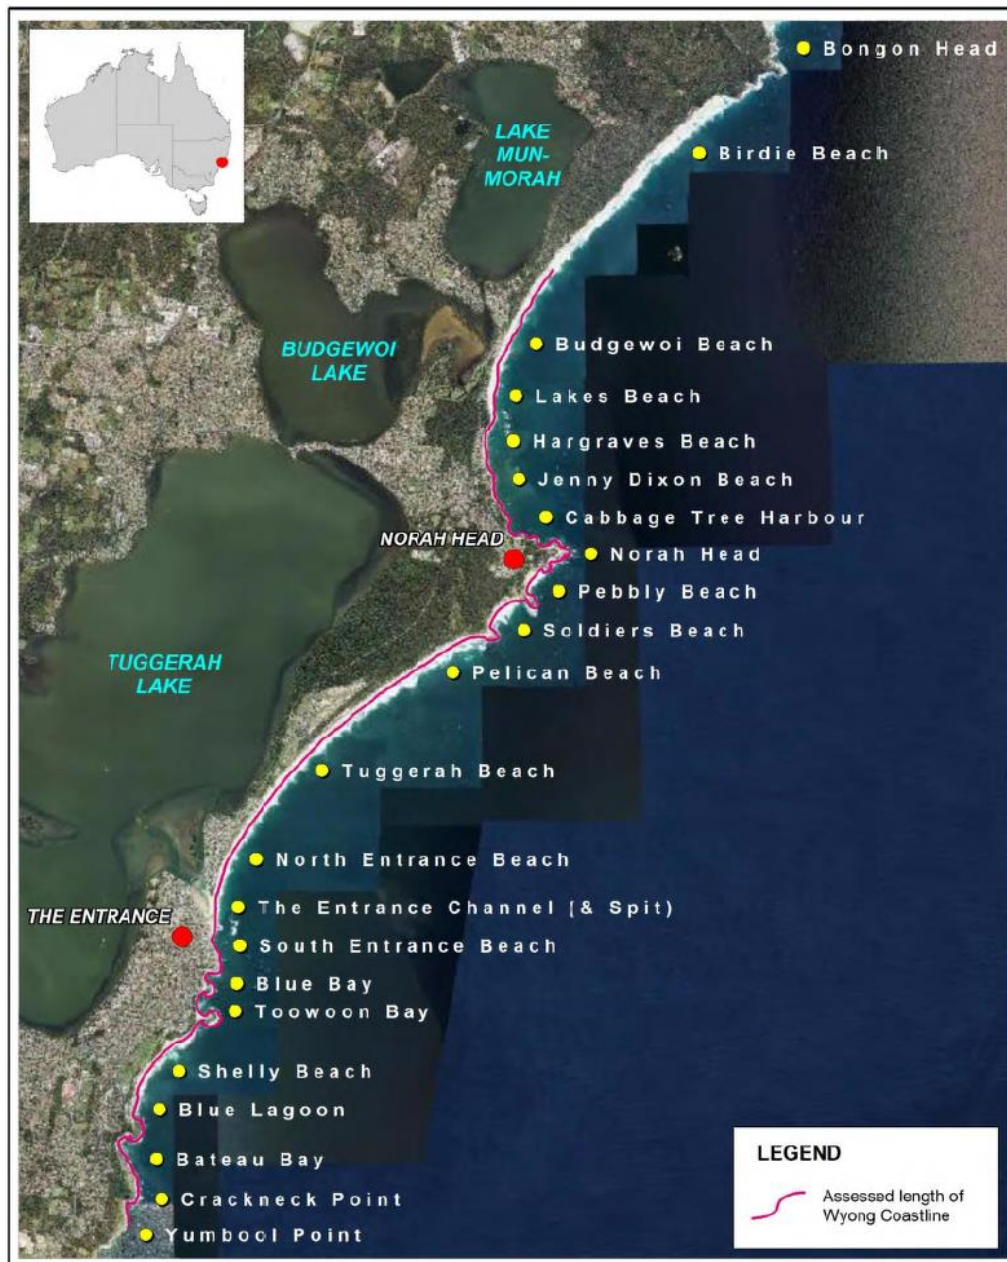 Bongon Head
LAKE
MUN-
MORAH
Birdie Beach
BUDGEWOI
LAKE
Budgewoi Beach
Lakes Beach
Hargraves Beach
Jenny Dixon Beach
Cabbage Tree Harbour
NORAH HEAD
Norah Head
Pebbly Beach
Soldiers Beach
TUGGERAH
LAKE
Pelican Beach
Tuggerah Beach
North Entrance Beach
THE ENTRANCE
The Entrance Channel (& Spit)
South Entrance Beach
Blue Bay
Toowoon Bay
Shelly Beach
Blue Lagoon
Bateau Bay
Crackneck Point
Yumbool Point
LEGEND
Assessed length of
Wyong Coastline